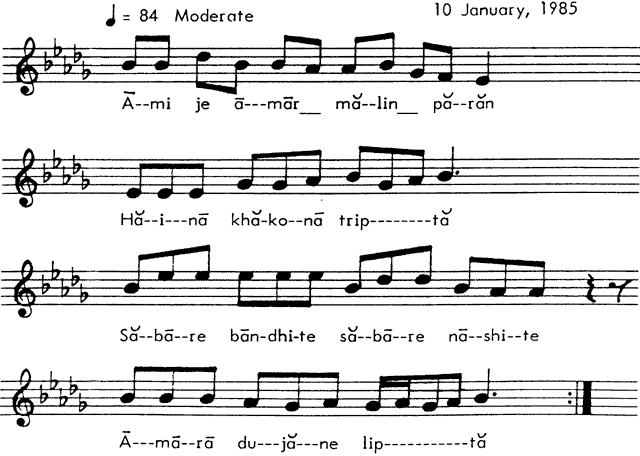 ♩ = 84 Moderate 10 January, 1985
Ā--mi je ā---mār__ mă--lin__ pă--răn
Hă--i---nā khă-ko--nā trip--------tă
Să--bā--re bān-dhi-te să--bā--re nā--shi--te
Ā---mā--rā du---jă---ne lip-----------tă